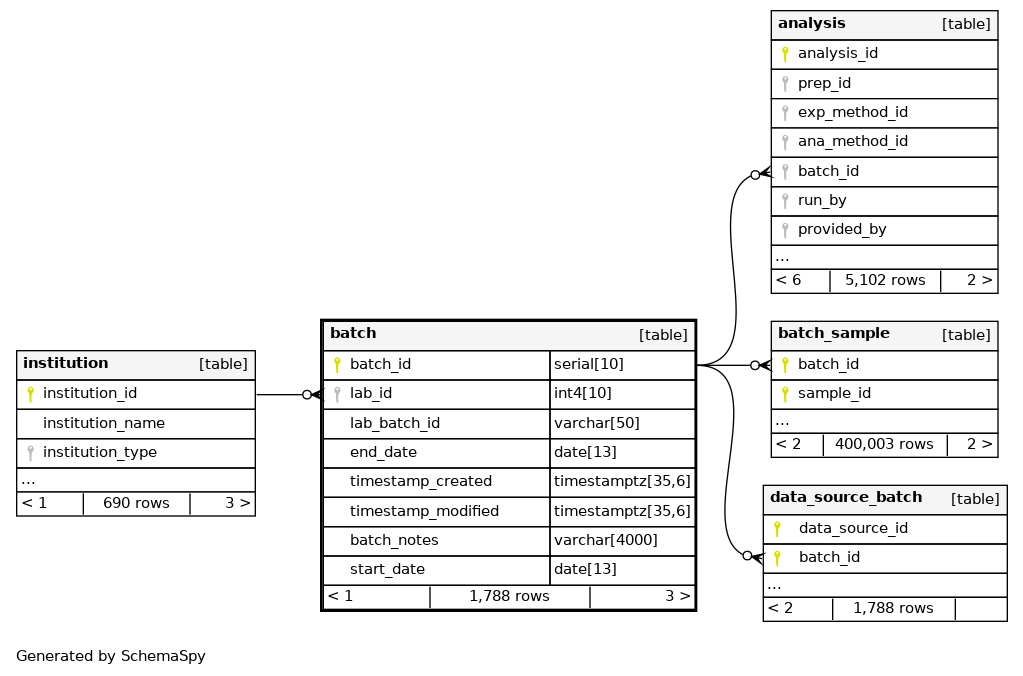 analysis [table]
analysis_id
prep_id
exp_method_id
ana_method_id
batch_id
run_by
provided_by
...
< 6 5,102 rows 2 >
institution [table]
institution_id
institution_name
institution_type
...
< 1 690 rows 3 >
batch [table]
batch_id serial[10]
lab_id int4[10]
lab_batch_id varchar[50]
end_date date[13]
timestamp_created timestamptz[35,6]
timestamp_modified timestamptz[35,6]
batch_notes varchar[4000]
start_date date[13]
< 1 1,788 rows 3 >
batch_sample [table]
batch_id
sample_id
...
< 2 400,003 rows 2 >
data_source_batch [table]
data_source_id
batch_id
...
< 2 1,788 rows
Generated by SchemaSpy